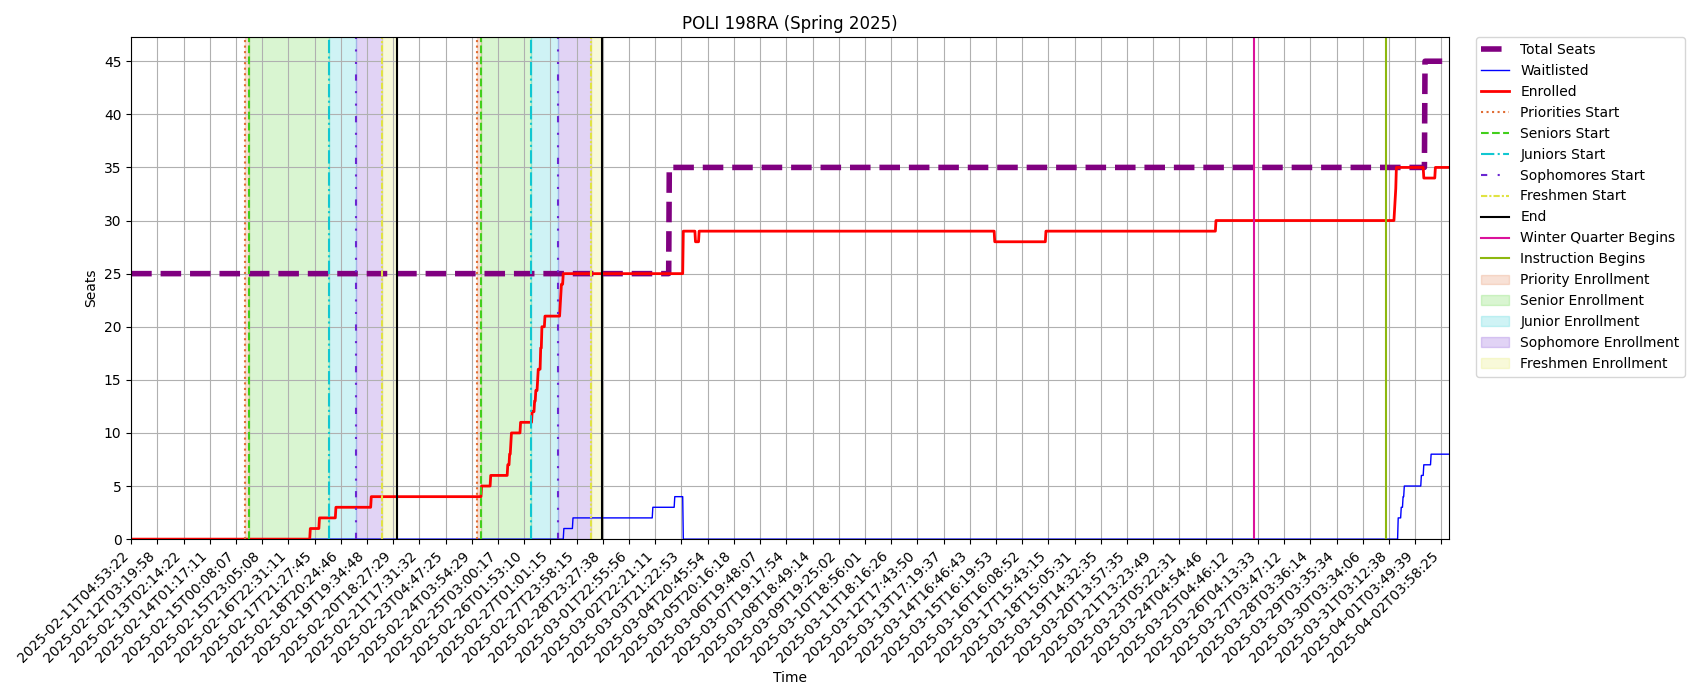 POLI 198RA (Spring 2025)
Seats
45
40
35
30
25
20
15
10
5
0
2025-02-11T04:53:22
2025-02-12T03:19:58
2025-02-13T02:14:22
2025-02-14T01:17:11
2025-02-15T00:08:07
2025-02-15T23:05:08
2025-02-16T22:31:11
2025-02-17T21:27:45
2025-02-18T20:24:46
2025-02-19T19:34:48
2025-02-20T18:27:29
2025-02-21T17:31:32
2025-02-23T04:47:25
2025-02-24T03:54:29
2025-02-25T03:00:17
2025-02-26T01:53:10
2025-02-27T01:01:15
2025-02-27T23:58:15
2025-02-28T23:27:38
2025-03-01T22:55:56
2025-03-02T22:21:11
2025-03-03T21:22:53
2025-03-04T20:45:54
2025-03-05T20:16:18
2025-03-06T19:48:07
2025-03-07T19:17:54
2025-03-08T18:49:14
2025-03-09T19:25:02
2025-03-10T18:56:01
2025-03-11T18:16:26
2025-03-12T17:43:50
2025-03-13T17:19:37
2025-03-14T16:46:43
2025-03-15T16:19:53
2025-03-16T16:08:52
2025-03-17T15:43:15
2025-03-18T15:05:31
2025-03-19T14:32:35
2025-03-20T13:57:35
2025-03-21T13:23:49
2025-03-23T05:22:31
2025-03-24T04:54:46
2025-03-25T04:46:12
2025-03-26T04:13:33
2025-03-27T03:47:12
2025-03-28T03:36:14
2025-03-29T03:35:34
2025-03-30T03:34:06
2025-03-31T03:12:38
2025-04-01T03:49:39
2025-04-02T03:58:25
Time
Total Seats
Waitlisted
Enrolled
Priorities Start
Seniors Start
Juniors Start
Sophomores Start
Freshmen Start
End
Winter Quarter Begins
Instruction Begins
Priority Enrollment
Senior Enrollment
Junior Enrollment
Sophomore Enrollment
Freshmen Enrollment